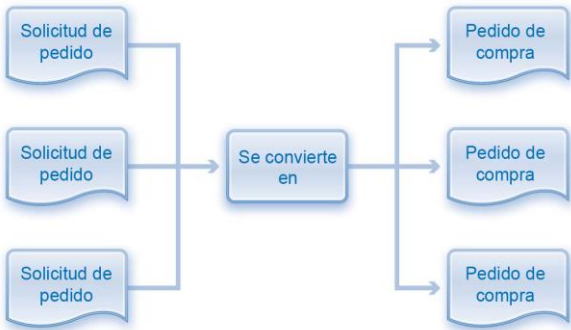 Solicitud de
pedido
Solicitud de
pedido
Solicitud de
pedido
Se convierte
en
Pedido de
compra
Pedido de
compra
Pedido de
compra